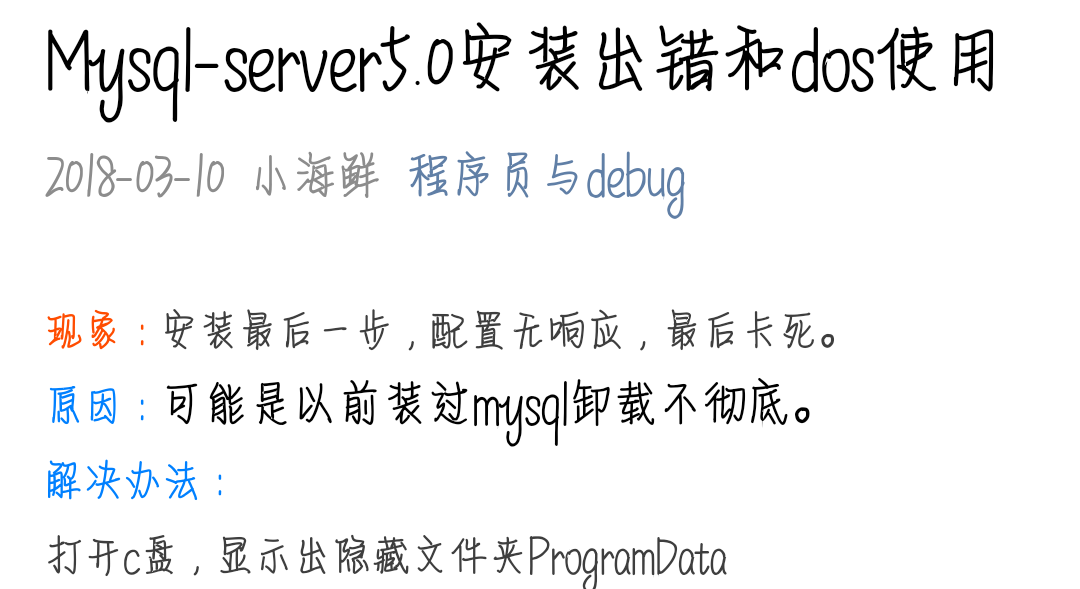 Mysql-server5.0安装出错和dos使用
2018-03-10 小海鲜 程序员与debug
现象：安装最后一步，配置无响应，最后卡死。
原因：可能是以前装过mysql卸载不彻底。
解决办法：
打开c盘，显示出隐藏文件夹ProgramData